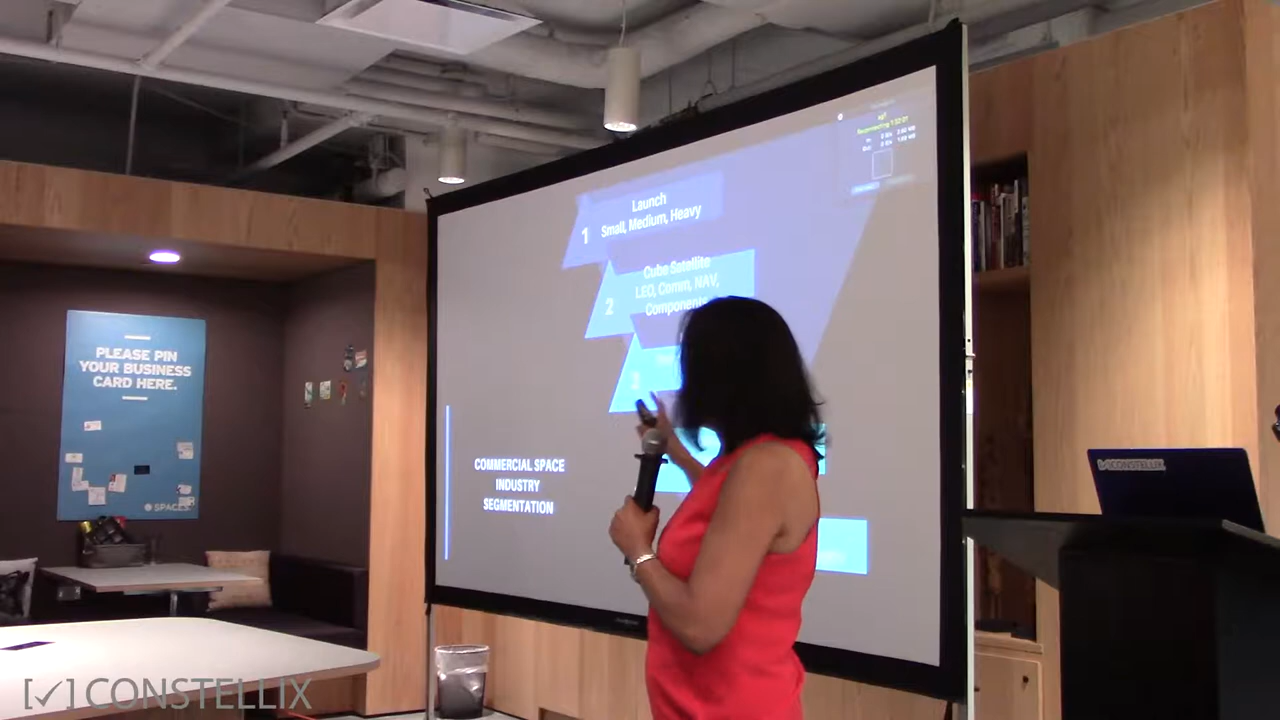 Launch
Small, Medium, Heavy
1
Cube Satellite
LEO, Comm, NAV,
Components
2
3
COMMERCIAL SPACE
INDUSTRY
SEGMENTATION
PLEASE PIN
YOUR BUSINESS
CARD HERE.
SPACES
CONSTELLIX
[✓] CONSTELLIX